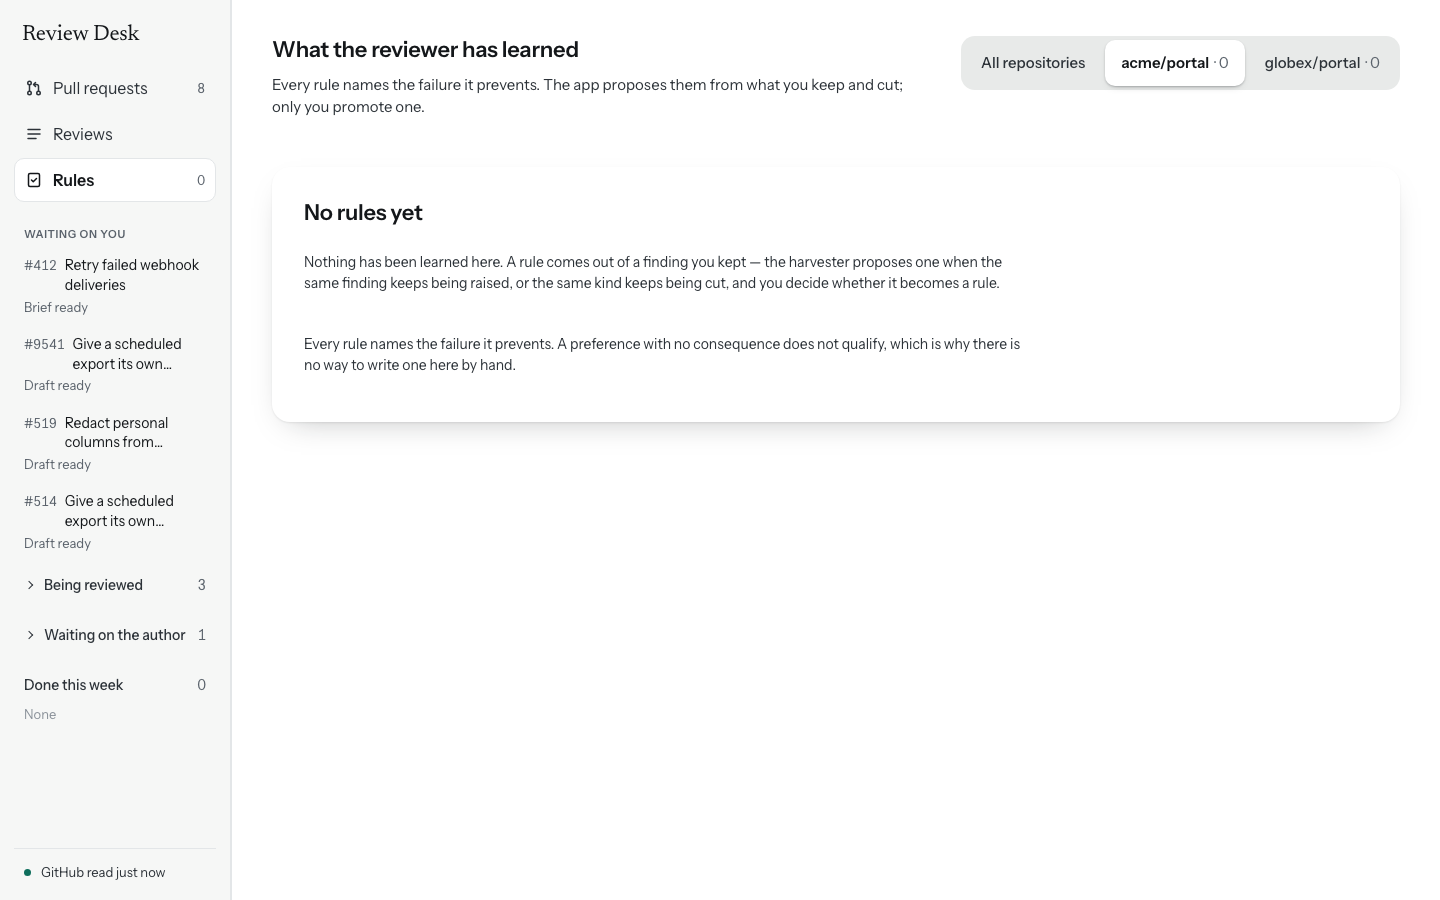 Review Desk
Pull requests 8
Reviews
Rules 0
WAITING ON YOU
#412 Retry failed webhook
deliveries
Brief ready
#9541 Give a scheduled
export its own...
Draft ready
#519 Redact personal
columns from...
Draft ready
#514 Give a scheduled
export its own...
Draft ready
Being reviewed 3
Waiting on the author 1
Done this week 0
None
GitHub read just now
What the reviewer has learned
Every rule names the failure it prevents. The app proposes them from what you keep and cut;
only you promote one.
All repositories
acme/portal · 0
globex/portal · 0
No rules yet
Nothing has been learned here. A rule comes out of a finding you kept — the harvester proposes one when the
same finding keeps being raised, or the same kind keeps being cut, and you decide whether it becomes a rule.
Every rule names the failure it prevents. A preference with no consequence does not qualify, which is why there is
no way to write one here by hand.